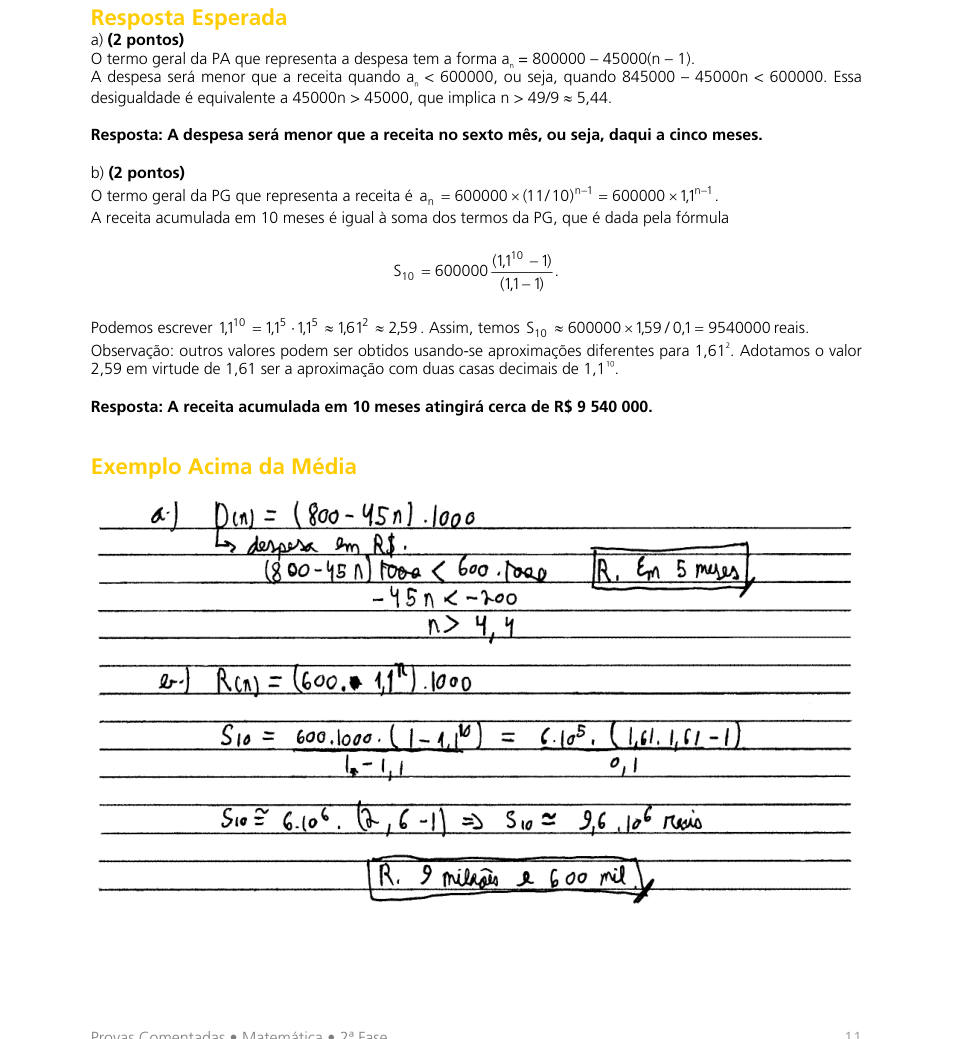 Resposta Esperada
a) (2 pontos)
O termo geral da PA que representa a despesa tem a forma aₙ = 800000 – 45000(n – 1).
A despesa será menor que a receita quando aₙ < 600000, ou seja, quando 845000 – 45000n < 600000. Essa
desigualdade é equivalente a 45000n > 45000, que implica n > 49/9 ≈ 5,44.
Resposta: A despesa será menor que a receita no sexto mês, ou seja, daqui a cinco meses.
b) (2 pontos)
O termo geral da PG que representa a receita é aₙ = 600000 × (11/10)ⁿ⁻¹ = 600000 × 1,1ⁿ⁻¹.
A receita acumulada em 10 meses é igual à soma dos termos da PG, que é dada pela fórmula
S₁₀ = 600000 (1,1¹⁰ – 1) / (1,1 – 1).
Podemos escrever 1,1¹⁰ = 1,1⁵ · 1,1⁵ ≈ 1,61² ≈ 2,59. Assim, temos S₁₀ ≈ 600000 × 1,59 / 0,1 = 9540000 reais.
Observação: outros valores podem ser obtidos usando-se aproximações diferentes para 1,61². Adotamos o valor
2,59 em virtude de 1,61 ser a aproximação com duas casas decimais de 1,1¹⁰.
Resposta: A receita acumulada em 10 meses atingirá cerca de R$ 9 540 000.
Exemplo Acima da Média
a.) D(n) = (800 - 45n).1000
↳ despesa em R$.
(800-45n)1000 < 600.1000 R. Em 5 meses
-45n < -200
n > 4,4
b.) R(n) = (600. 1,1ⁿ).1000
S₁₀ = 600.1000.(1-1,1¹⁰) = 6.10⁵.(1,61.1,61-1)
1-1,1 0,1
S₁₀ ≅ 6.10⁶.(2,6-1) ⇒ S₁₀ ≃ 9,6.10⁶ reais
R. 9 milhões e 600 mil.
Provas Comentadas • Matemática • 2ª Fase 11